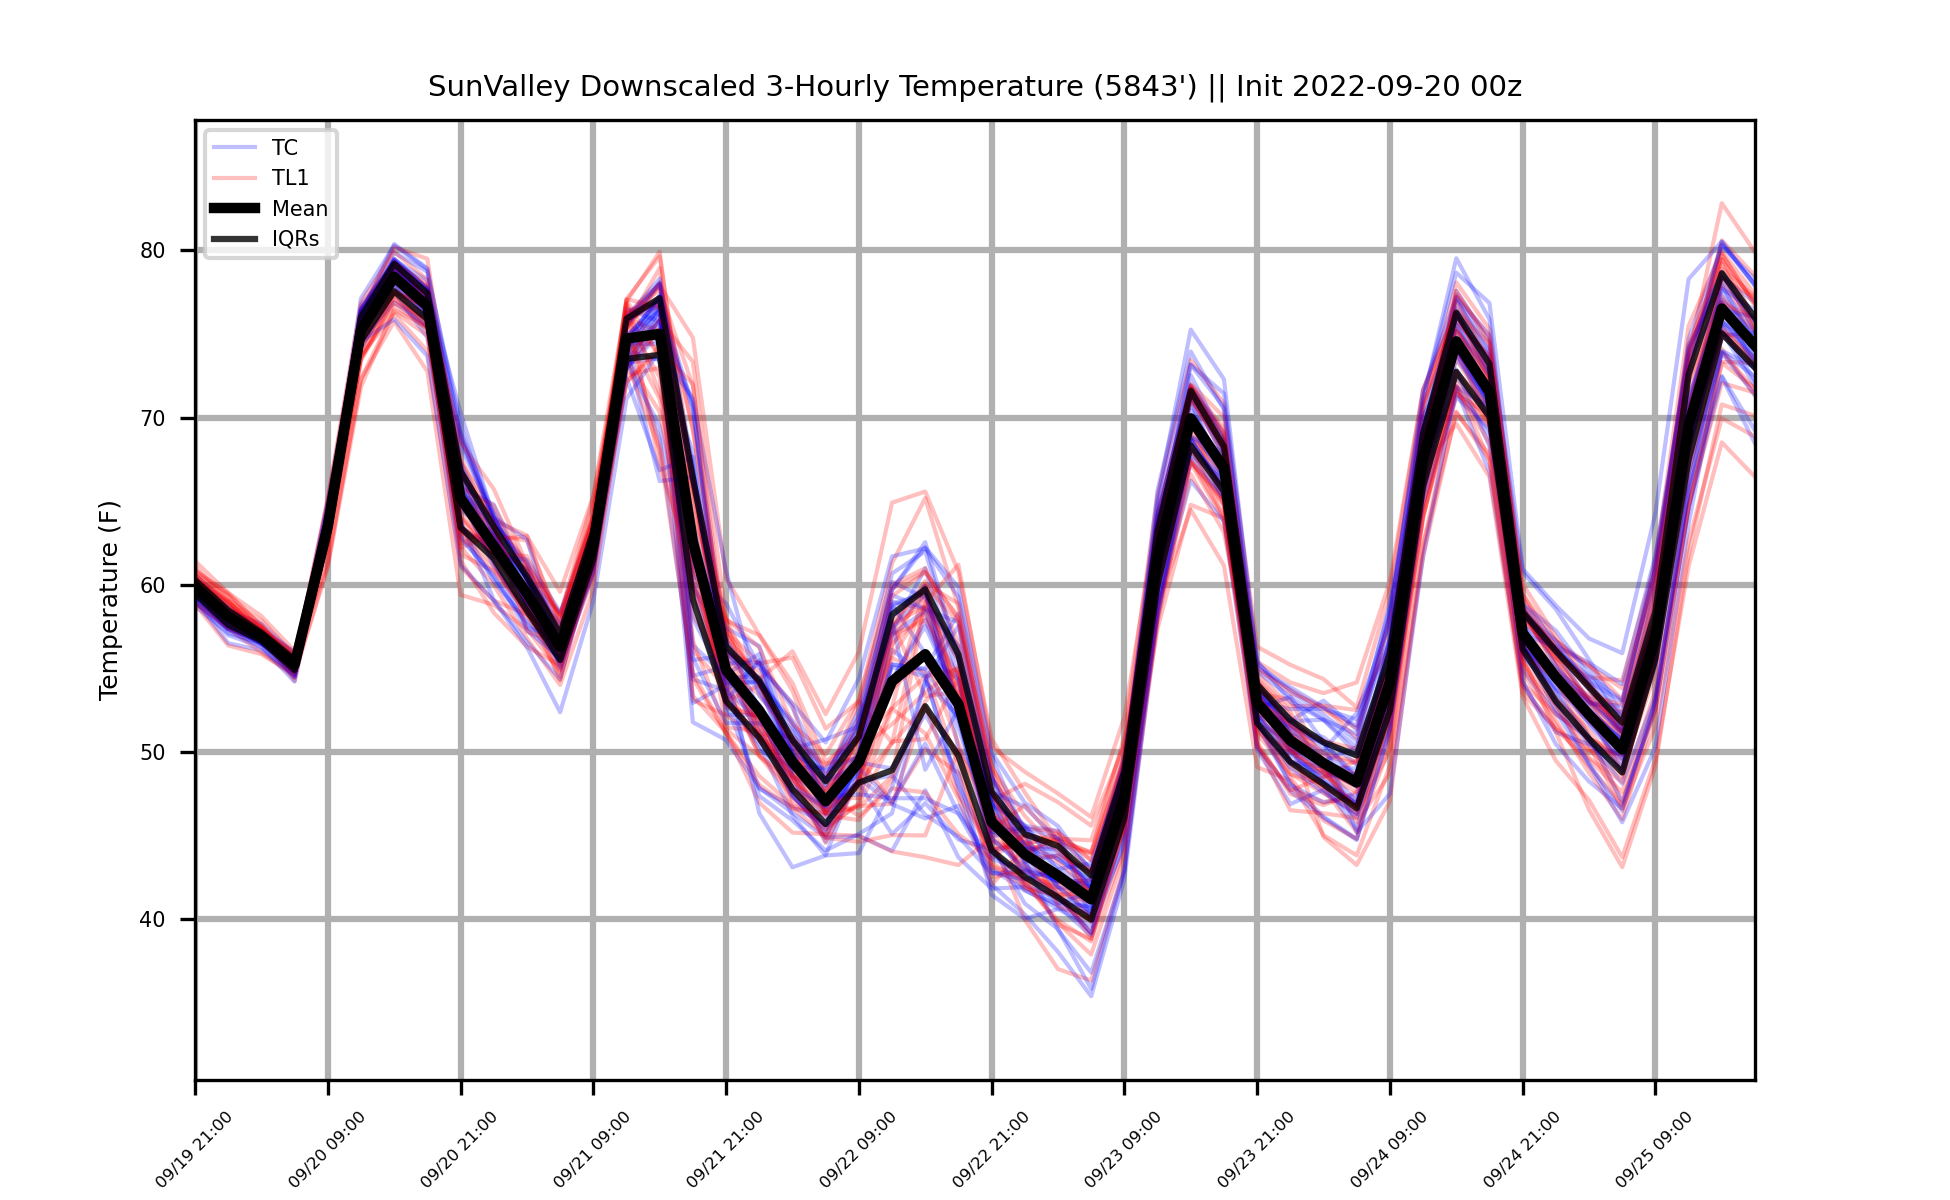 SunValley Downscaled 3-Hourly Temperature (5843') || Init 2022-09-20 00z
TC
TL1
Mean
IQRs
Temperature (F)
80
70
60
50
40
09/19 21:00
09/20 09:00
09/20 21:00
09/21 09:00
09/21 21:00
09/22 09:00
09/22 21:00
09/23 09:00
09/23 21:00
09/24 09:00
09/24 21:00
09/25 09:00